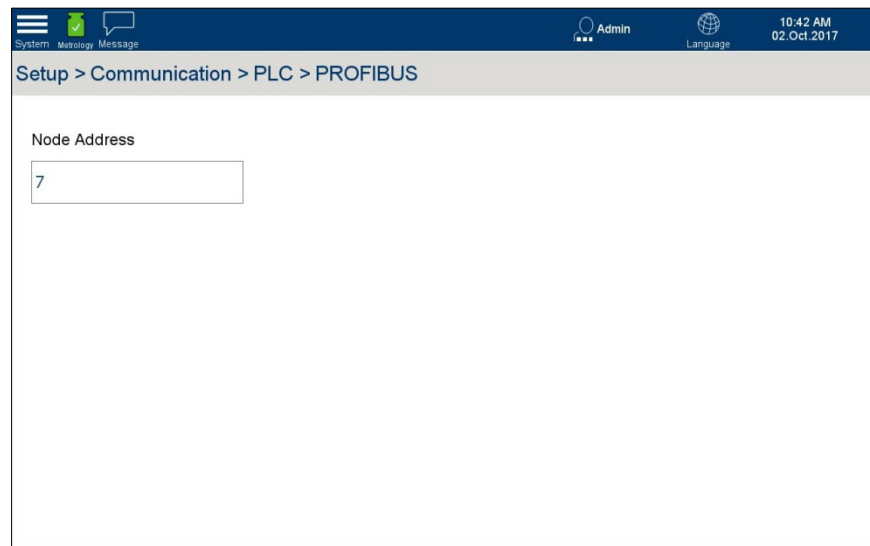 System Metrology Message Admin Language 10:42 AM
02.Oct.2017
Setup > Communication > PLC > PROFIBUS
Node Address
7